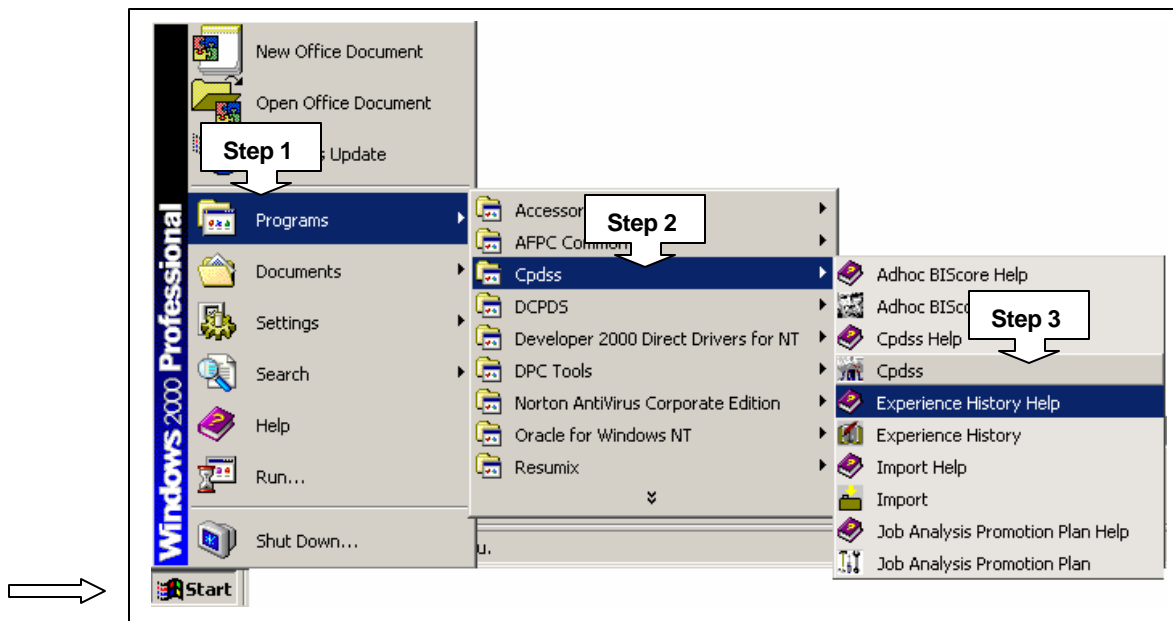 New Office Document
Open Office Document
Step 1
Update
Programs
Documents
Settings
Search
Help
Run...
Shut Down...
Windows 2000 Professional
Start
Step 2
AFPC Common
Cpdss
DCPDS
Developer 2000 Direct Drivers for NT
DPC Tools
Norton AntiVirus Corporate Edition
Oracle for Windows NT
Resumix
u.
Step 3
Adhoc BIScore Help
Adhoc
Cpdss Help
Cpdss
Experience History Help
Experience History
Import Help
Import
Job Analysis Promotion Plan Help
Job Analysis Promotion Plan